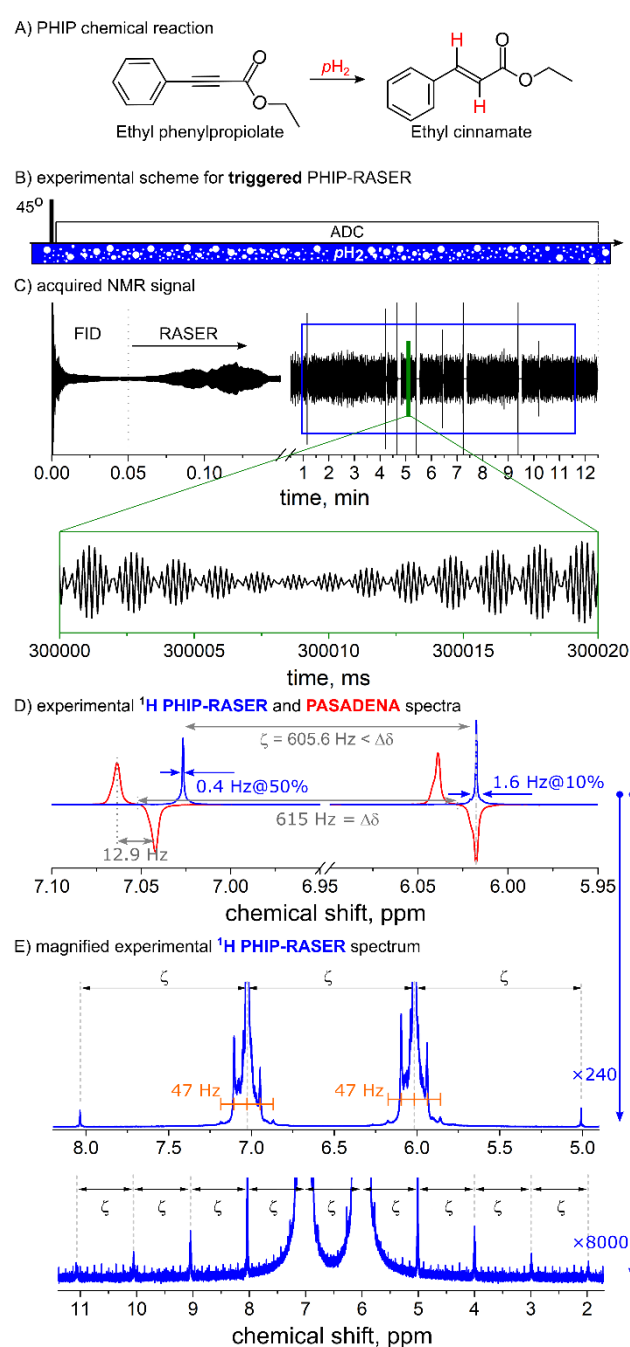 A) PHIP chemical reaction
H
O
pH₂
O
O
O
H
Ethyl phenylpropiolate
Ethyl cinnamate
B) experimental scheme for triggered PHIP-RASER
45°
ADC
pH₂
C) acquired NMR signal
FID
RASER
0.00 0.05 0.10 1 2 3 4 5 6 7 8 9 10 11 12
time, min
300000 300005 300010 300015 300020
time, ms
D) experimental ¹H PHIP-RASER and PASADENA spectra
ζ = 605.6 Hz < Δδ
0.4 Hz@50%
1.6 Hz@10%
615 Hz = Δδ
12.9 Hz
7.10 7.05 7.00 6.95 6.05 6.00 5.95
chemical shift, ppm
E) magnified experimental ¹H PHIP-RASER spectrum
ζ ζ ζ
47 Hz 47 Hz
×240
8.0 7.5 7.0 6.5 6.0 5.5 5.0
ζ ζ ζ ζ ζ ζ ζ ζ ζ
×8000
11 10 9 8 7 6 5 4 3 2
chemical shift, ppm